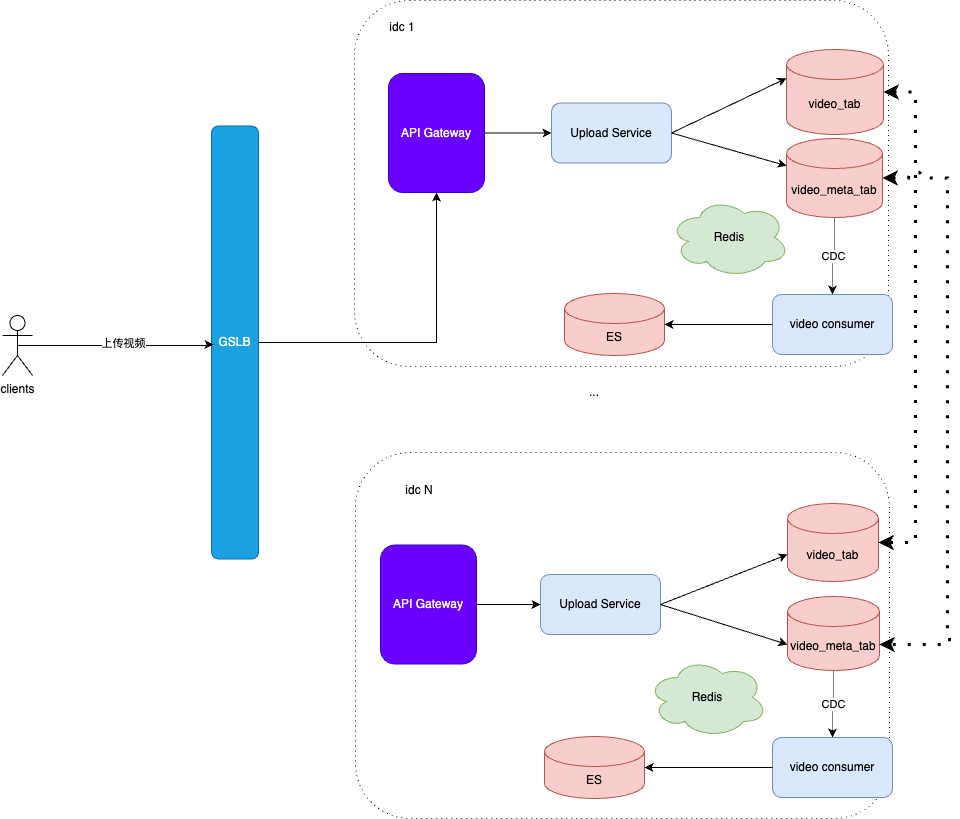 idc 1
API Gateway
Upload Service
video_tab
video_meta_tab
Redis
CDC
video consumer
ES
上传视频
GSLB
clients
...
idc N
API Gateway
Upload Service
video_tab
video_meta_tab
Redis
CDC
video consumer
ES